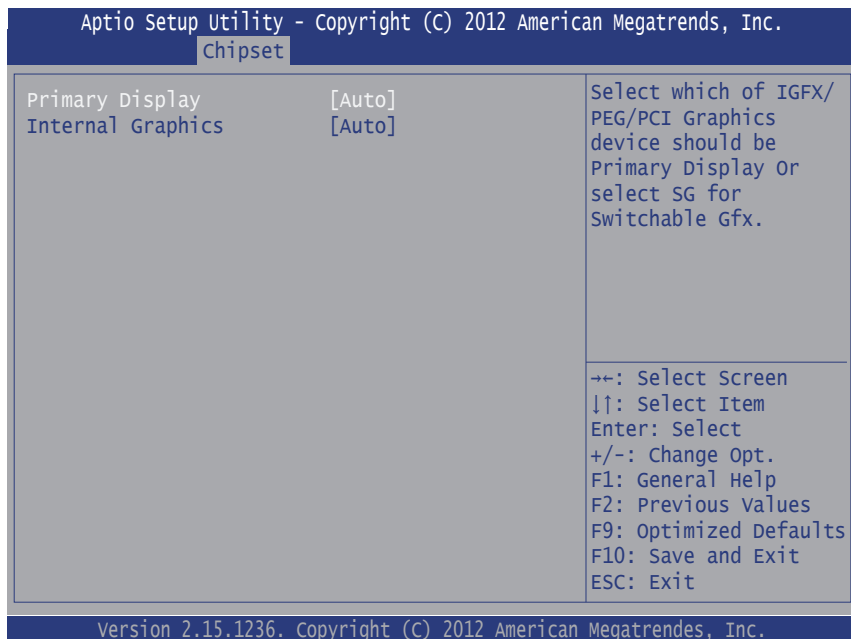 Aptio Setup Utility - Copyright (C) 2012 American Megatrends, Inc.
Chipset
Primary Display [Auto]
Internal Graphics [Auto]
Select which of IGFX/
PEG/PCI Graphics
device should be
Primary Display Or
select SG for
Switchable Gfx.
→←: Select Screen
↓↑: Select Item
Enter: Select
+/-: Change Opt.
F1: General Help
F2: Previous Values
F9: Optimized Defaults
F10: Save and Exit
ESC: Exit
Version 2.15.1236. Copyright (C) 2012 American Megatrendes, Inc.